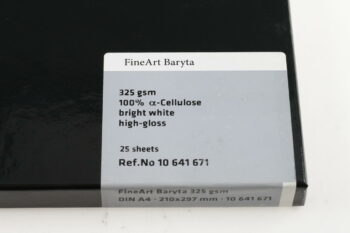 FineArt Baryta
325 gsm
100% α-Cellulose
bright white
high-gloss
25 sheets
Ref.No 10 641 671
FineArt Baryta 325 gsm
DIN A4 · 210x297 mm · 10 641 671